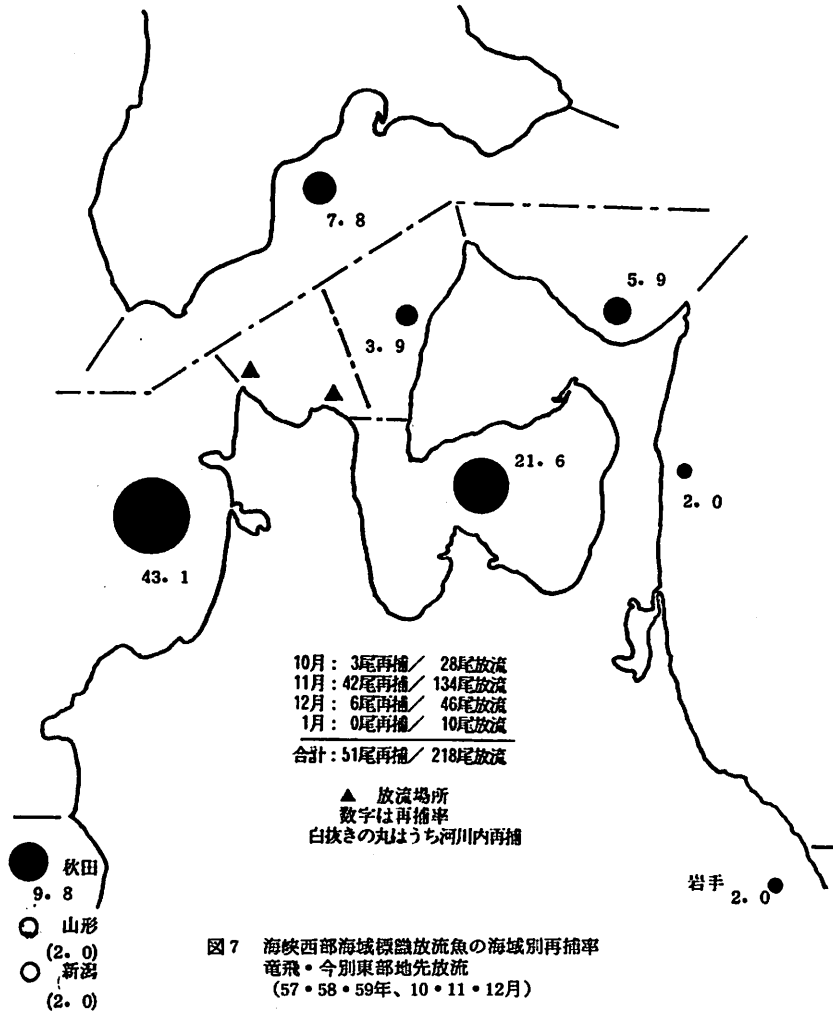 7.8
5.9
3.9
21.6
2.0
43.1
10月：3尾再捕／28尾放流
11月：42尾再捕／134尾放流
12月：6尾再捕／46尾放流
1月：0尾再捕／10尾放流
合計：51尾再捕／218尾放流
▲ 放流場所
数字は再捕率
白抜きの丸はうち河川内再捕
秋田
9.8
山形
(2.0)
新潟
(2.0)
岩手
2.0
図7 海峡西部海域標識放流魚の海域別再捕率
竜飛・今別東部地先放流
（57・58・59年、10・11・12月）